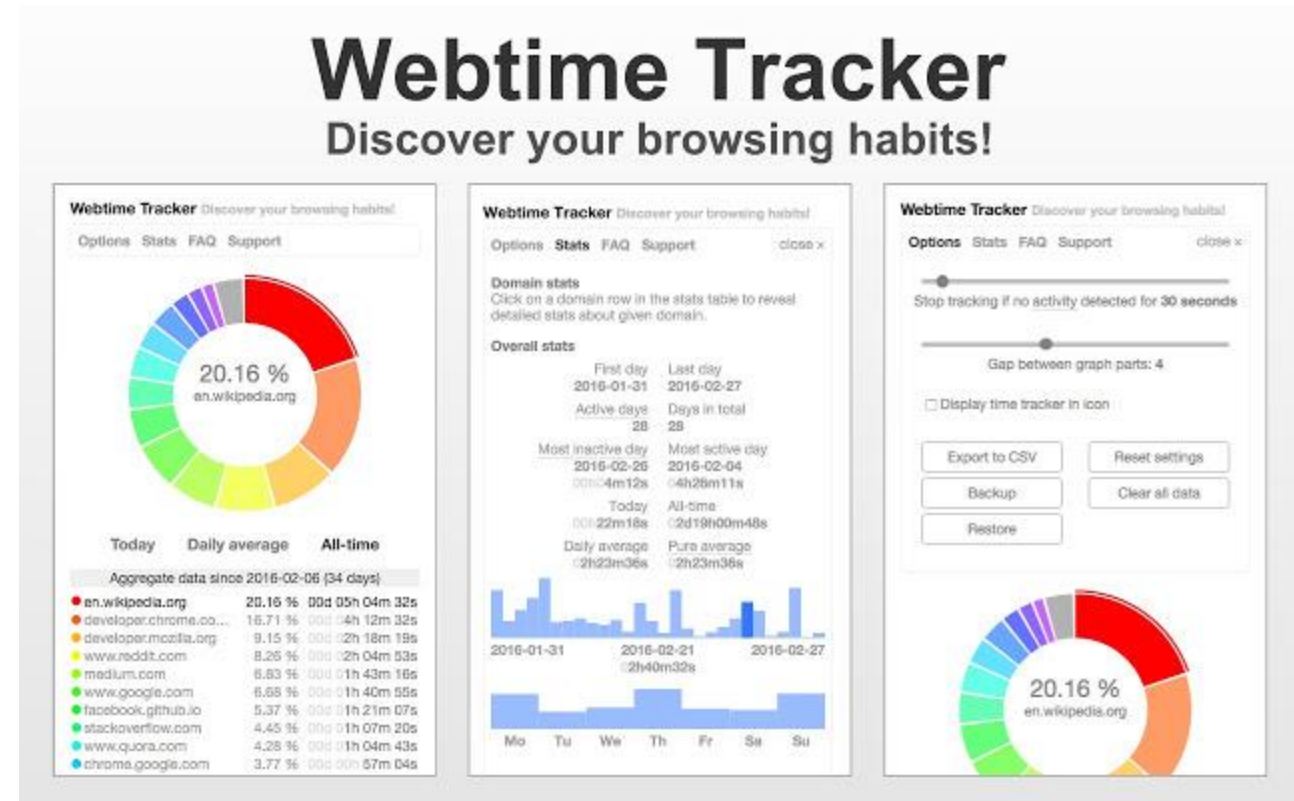 Webtime Tracker
Discover your browsing habits!
Webtime Tracker Discover your browsing habits!
Options Stats FAQ Support
20.16 %
en.wikipedia.org
Today Daily average All-time
Aggregate data since 2016-02-06 (34 days)
en.wikipedia.org 20.16 % 00d 05h 04m 32s
developer.chrome.co... 16.71 % 00d 04h 12m 32s
developer.mozilla.org 9.15 % 00d 02h 18m 19s
www.reddit.com 8.26 % 00d 02h 04m 53s
medium.com 6.83 % 00d 01h 43m 16s
www.google.com 6.68 % 00d 01h 40m 55s
facebook.github.io 5.37 % 00d 01h 21m 07s
stackoverflow.com 4.45 % 00d 01h 07m 20s
www.quora.com 4.28 % 00d 01h 04m 43s
chrome.google.com 3.77 % 00d 00h 57m 04s
Webtime Tracker Discover your browsing habits!
Options Stats FAQ Support close ×
Domain stats
Click on a domain row in the stats table to reveal
detailed stats about given domain.
Overall stats
First day Last day
2016-01-31 2016-02-27
Active days Days in total
28 28
Most inactive day Most active day
2016-02-26 2016-02-04
00h04m12s 04h26m11s
Today All-time
00h22m18s 02d19h00m48s
Daily average Pure average
02h23m36s 02h23m36s
2016-01-31 2016-02-21 2016-02-27
02h40m32s
Mo Tu We Th Fr Sa Su
Webtime Tracker Discover your browsing habits!
Options Stats FAQ Support close ×
Stop tracking if no activity detected for 30 seconds
Gap between graph parts: 4
Display time tracker in icon
Export to CSV Reset settings
Backup Clear all data
Restore
20.16 %
en.wikipedia.org